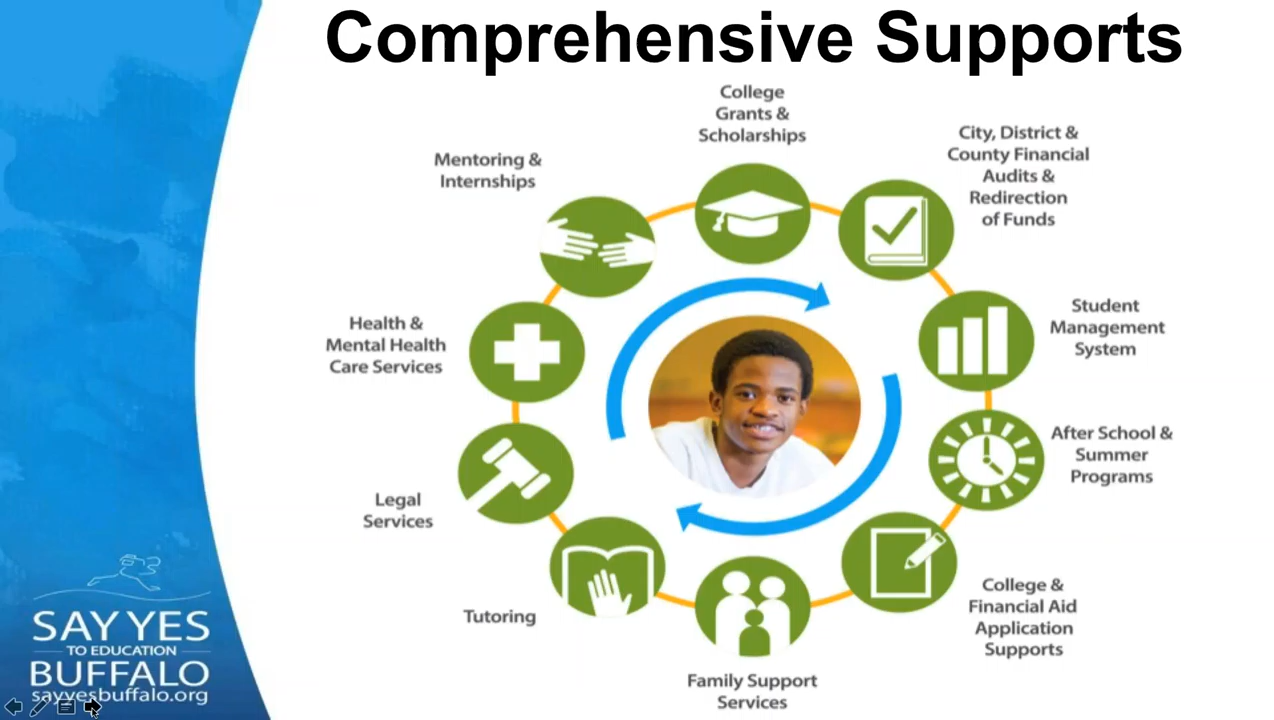 Comprehensive Supports
College
Grants &
Scholarships
City, District &
County Financial
Audits &
Redirection
of Funds
Student
Management
System
After School &
Summer
Programs
College &
Financial Aid
Application
Supports
Family Support
Services
Tutoring
Legal
Services
Health &
Mental Health
Care Services
Mentoring &
Internships
SAY YES
TO EDUCATION
BUFFALO
sayyesbuffalo.org